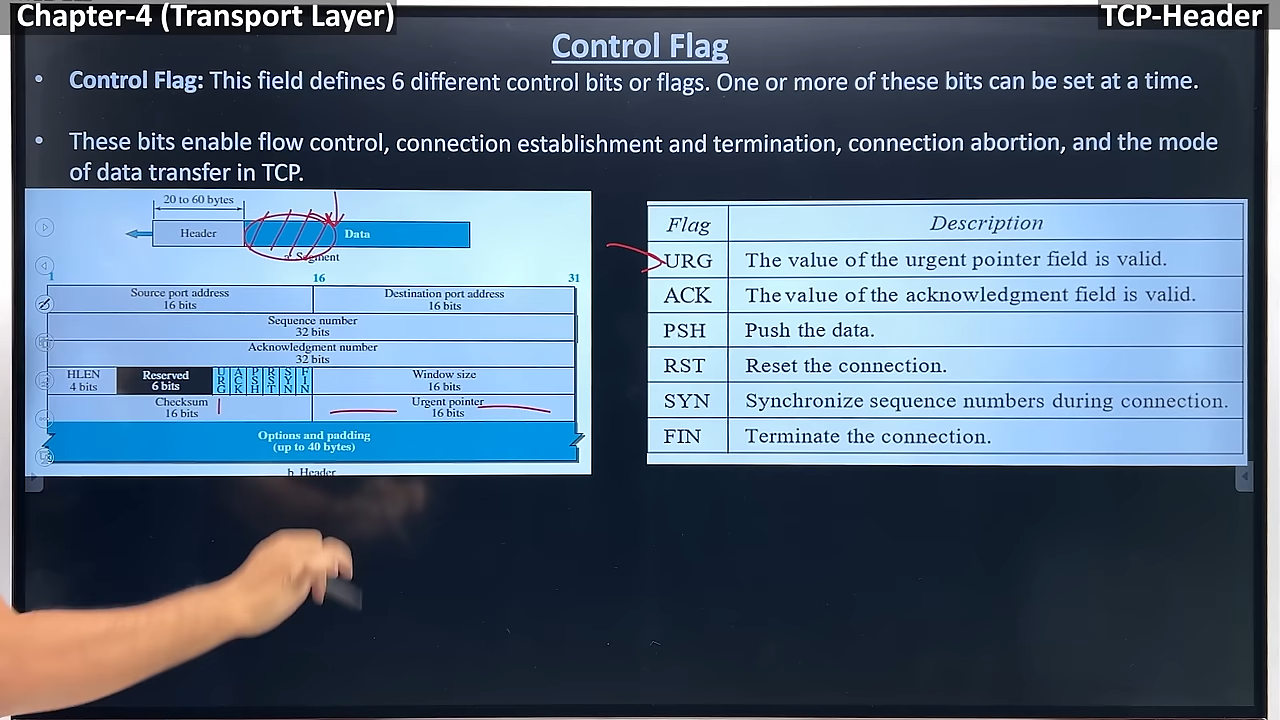 Chapter-4 (Transport Layer)
TCP-Header
Control Flag
• Control Flag: This field defines 6 different control bits or flags. One or more of these bits can be set at a time.
• These bits enable flow control, connection establishment and termination, connection abortion, and the mode
of data transfer in TCP.
20 to 60 bytes
Header
Data
a. Segment
1
16
31
Source port address
16 bits
Destination port address
16 bits
Sequence number
32 bits
Acknowledgment number
32 bits
HLEN
4 bits
Reserved
6 bits
URG
ACK
PSH
RST
SYN
FIN
Window size
16 bits
Checksum
16 bits
Urgent pointer
16 bits
Options and padding
(up to 40 bytes)
b. Header
Flag Description
URG The value of the urgent pointer field is valid.
ACK The value of the acknowledgment field is valid.
PSH Push the data.
RST Reset the connection.
SYN Synchronize sequence numbers during connection.
FIN Terminate the connection.